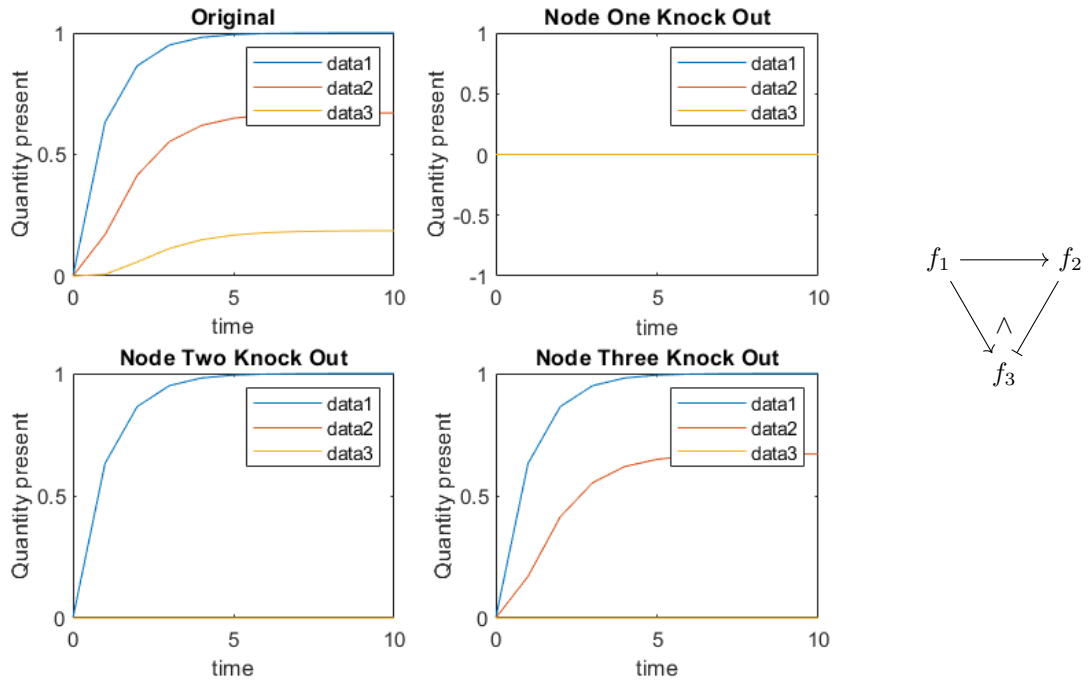 Original
Quantity present
1
0.5
0
0
5
10
time
data1
data2
data3
Node One Knock Out
Quantity present
1
0.5
0
-0.5
-1
0
5
10
time
data1
data2
data3
Node Two Knock Out
Quantity present
1
0.5
0
0
5
10
time
data1
data2
data3
Node Three Knock Out
Quantity present
1
0.5
0
0
5
10
time
data1
data2
data3
f₁
f₂
∧
f₃